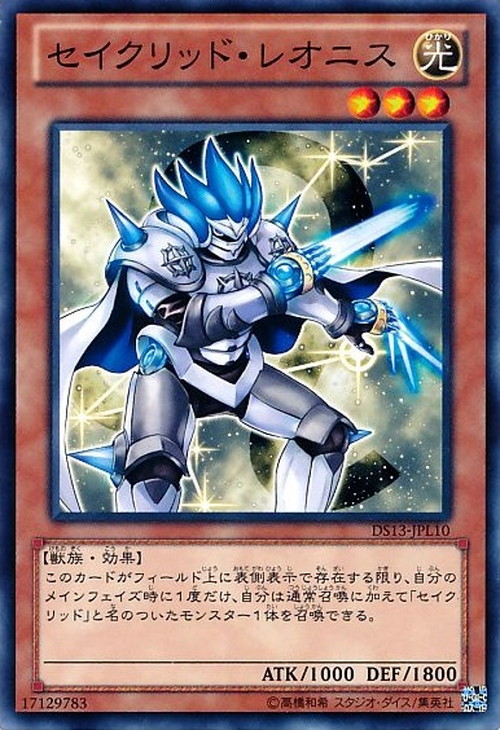 セイクリッド・レオニス
ひかり
光
DS13-JPL10
【獣族・効果】
このカードがフィールド上に表側表示で存在する限り、自分の
メインフェイズ時に1度だけ、自分は通常召喚に加えて「セイク
リッド」と名のついたモンスター1体を召喚できる。
ATK/1000 DEF/1800
17129783
©高橋和希 スタジオ・ダイス/集英社